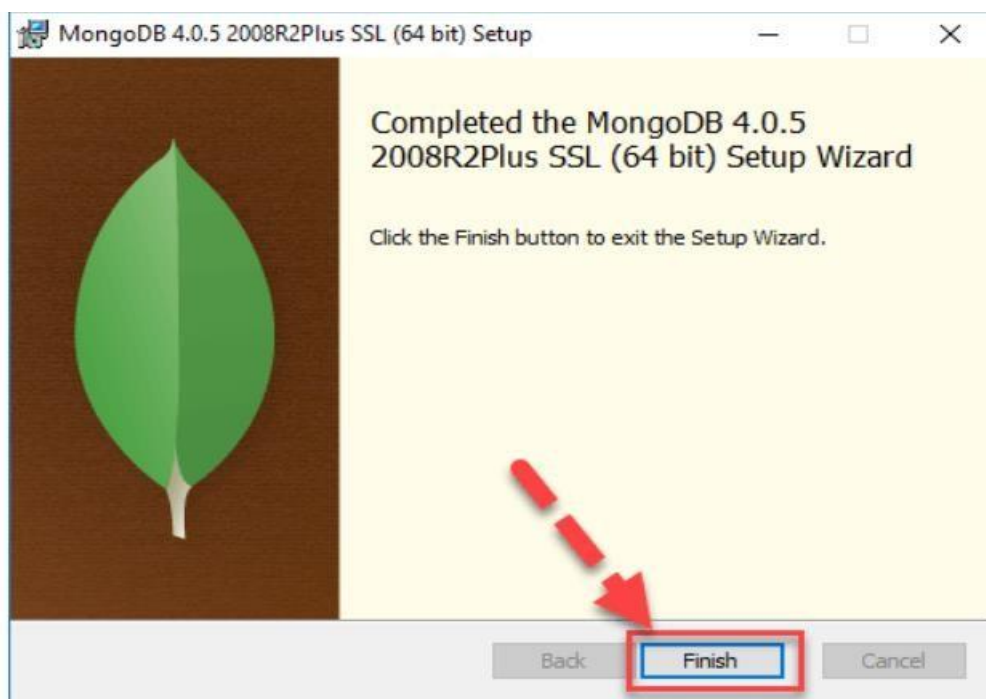 MongoDB 4.0.5 2008R2Plus SSL (64 bit) Setup
Completed the MongoDB 4.0.5
2008R2Plus SSL (64 bit) Setup Wizard
Click the Finish button to exit the Setup Wizard.
Back Finish Cancel